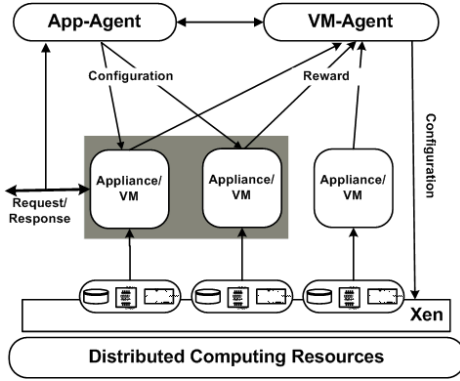 App-Agent
VM-Agent
Configuration
Reward
Configuration
Appliance/
VM
Appliance/
VM
Appliance/
VM
Request/
Response
Xen
Distributed Computing Resources